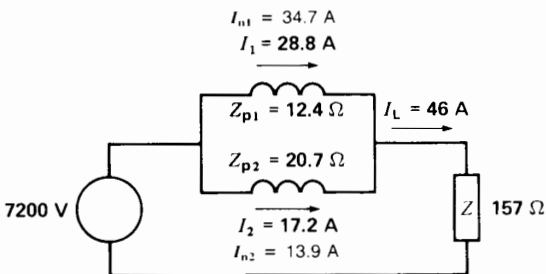 I_n1 = 34.7 A
I_1 = 28.8 A
Z_p1 = 12.4 Ω
I_L = 46 A
Z_p2 = 20.7 Ω
7200 V
Z
157 Ω
I_2 = 17.2 A
I_n2 = 13.9 A